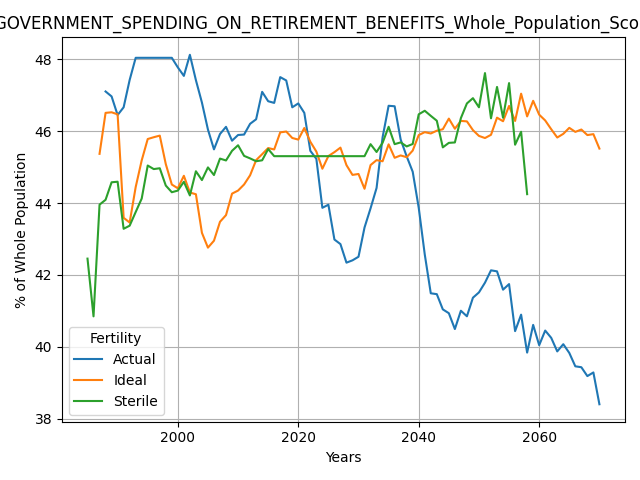 GOVERNMENT_SPENDING_ON_RETIREMENT_BENEFITS_Whole_Population_Sco
% of Whole Population
48
46
44
42
40
38
Fertility
Actual
Ideal
Sterile
2000
2020
2040
2060
Years